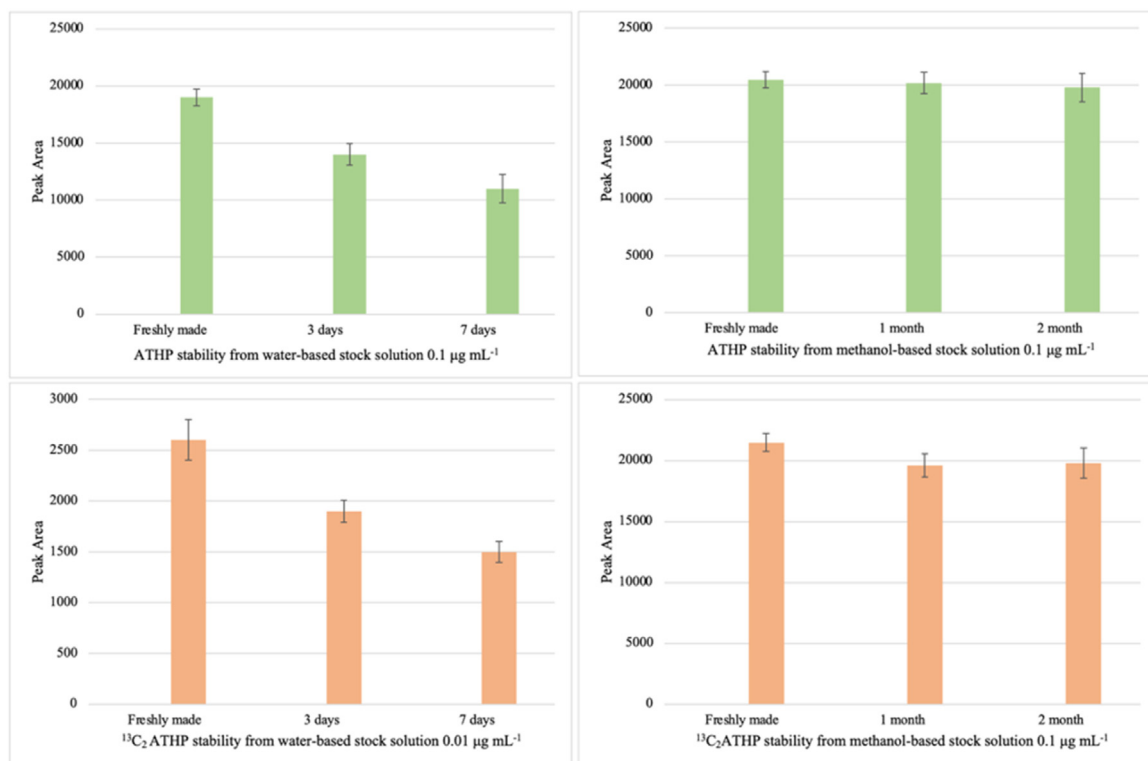 25000
20000
15000
10000
5000
0
Peak Area
Freshly made 3 days 7 days
ATHP stability from water-based stock solution 0.1 µg mL⁻¹
25000
20000
15000
10000
5000
0
Peak Area
Freshly made 1 month 2 month
ATHP stability from methanol-based stock solution 0.1 µg mL⁻¹
3000
2500
2000
1500
1000
500
0
Peak Area
Freshly made 3 days 7 days
¹³C₂ ATHP stability from water-based stock solution 0.01 µg mL⁻¹
25000
20000
15000
10000
5000
0
Peak Area
Freshly made 1 month 2 month
¹³C₂ATHP stability from methanol-based stock solution 0.1 µg mL⁻¹